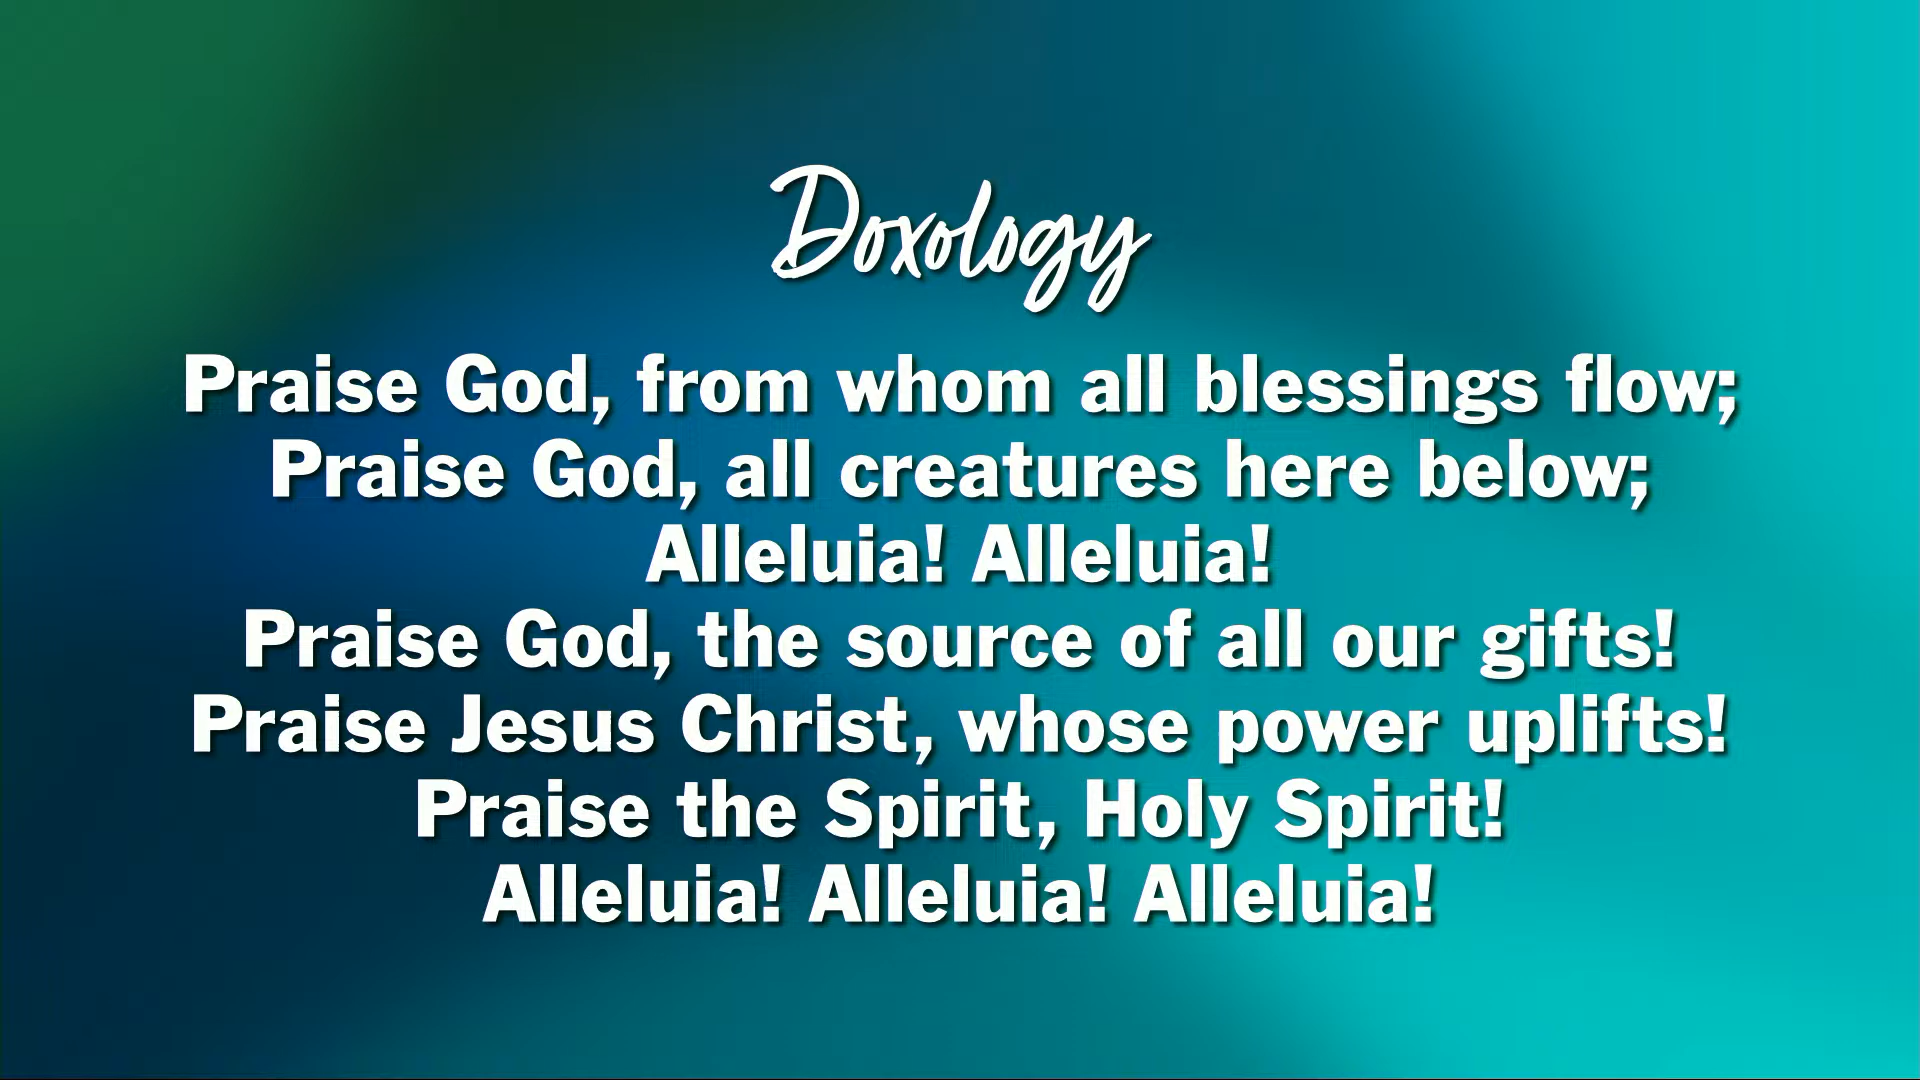 Doxology
Praise God, from whom all blessings flow;
Praise God, all creatures here below;
Alleluia! Alleluia!
Praise God, the source of all our gifts!
Praise Jesus Christ, whose power uplifts!
Praise the Spirit, Holy Spirit!
Alleluia! Alleluia! Alleluia!